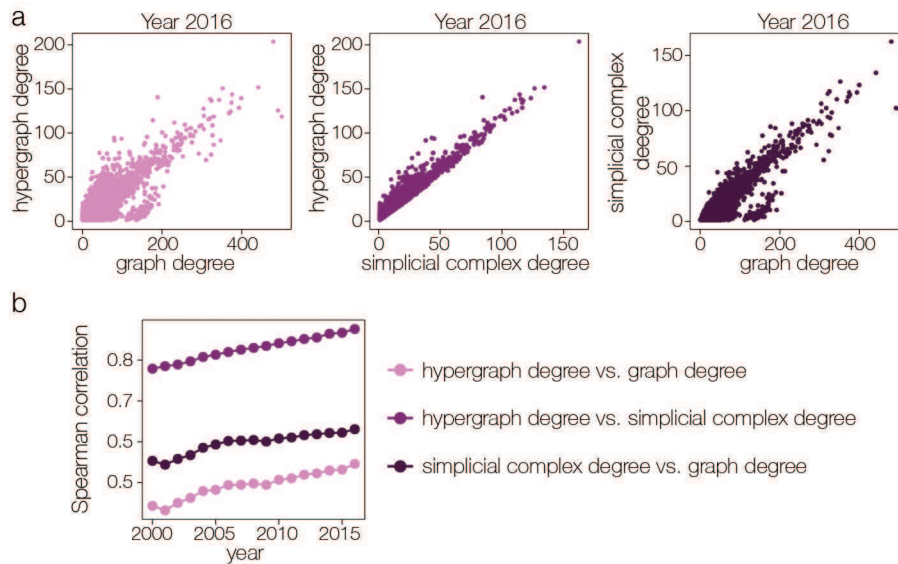 a
Year 2016
hypergraph degree
200
150
100
50
0
0 200 400
graph degree
Year 2016
hypergraph degree
200
150
100
50
0
0 50 100 150
simplicial complex degree
Year 2016
simplicial complex
deegree
150
100
50
0
0 200 400
graph degree
b
Spearman correlation
0.8
0.7
0.5
0.5
2000 2005 2010 2015
year
hypergraph degree vs. graph degree
hypergraph degree vs. simplicial complex degree
simplicial complex degree vs. graph degree